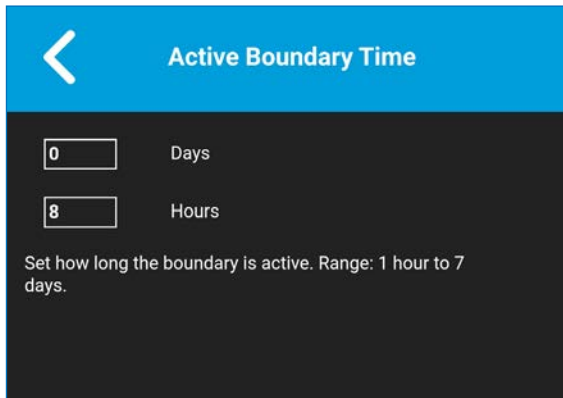 Active Boundary Time
0 Days
8 Hours
Set how long the boundary is active. Range: 1 hour to 7
days.